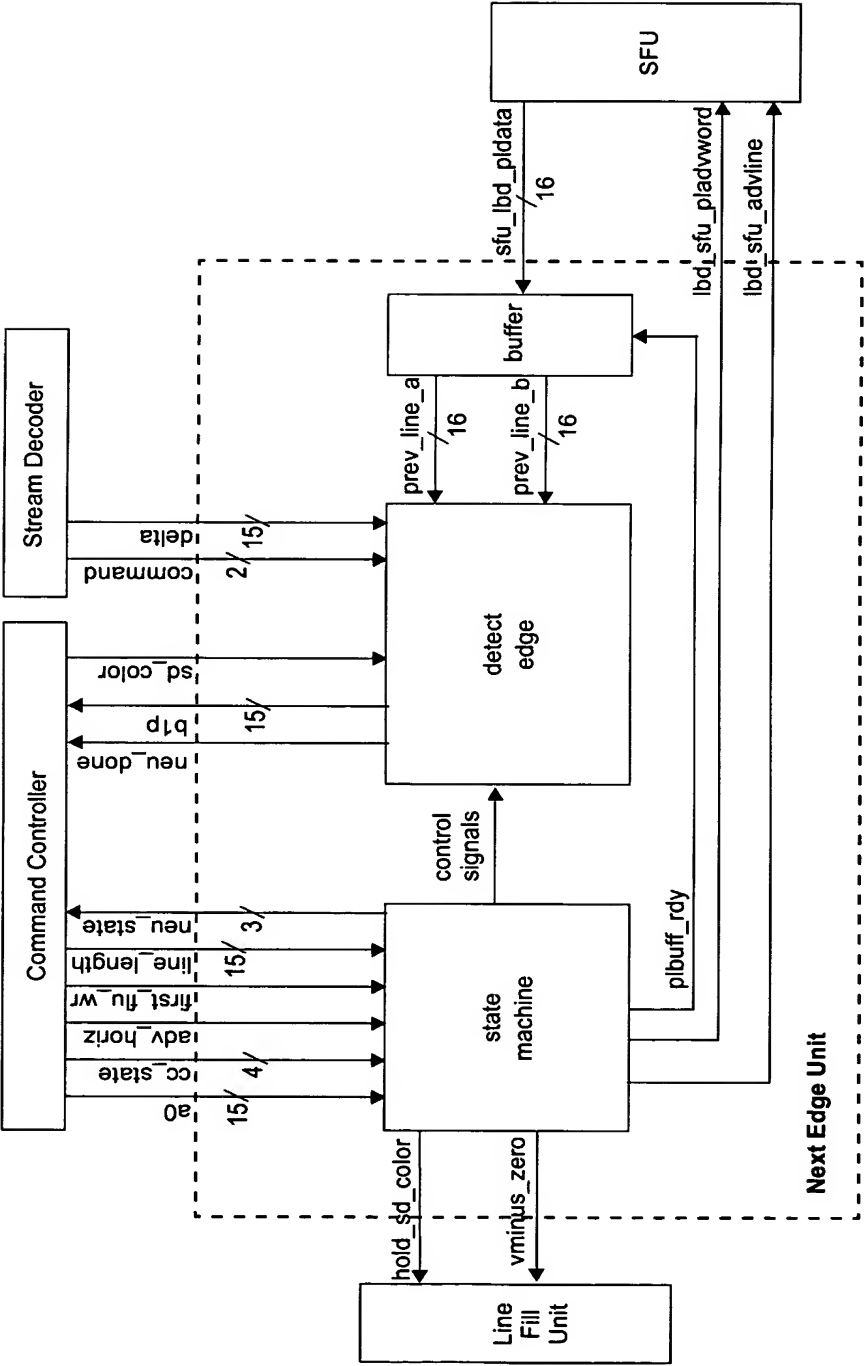 Command Controller
Stream Decoder
a0
15
cc_state
4
adv_horiz
first_flu_wr
line_length
15
neu_state
3
neu_done
b1p
15
sd_color
command
2
delta
15
Line
Fill
Unit
hold_sd_color
vminus_zero
state
machine
control
signals
detect
edge
prev_line_a
16
prev_line_b
16
buffer
sfu_lbd_pldata
16
SFU
plbuff_rdy
lbd_sfu_pladvword
lbd_sfu_advline
Next Edge Unit